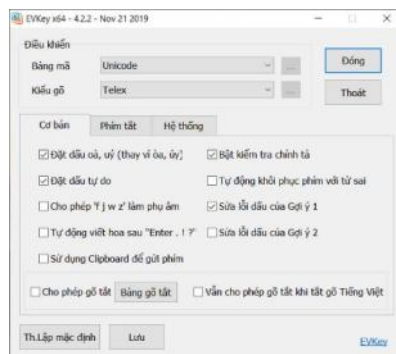 EVKey x64 - 4.2.2 - Nov 21 2019
Điều khiển
Bảng mã Unicode ... Đóng
Kiểu gõ Telex ... Thoát
Cơ bản Phím tắt Hệ thống
Đặt dấu oà, uý (thay vì òa, úy) Bật kiểm tra chính tả
Đặt dấu tự do Tự động khôi phục phím với từ sai
Cho phép 'f j w z' làm phụ âm Sửa lỗi dấu của Gợi ý 1
Tự động viết hoa sau "Enter . ! ?" Sửa lỗi dấu của Gợi ý 2
Sử dụng Clipboard để gửi phím
Cho phép gõ tắt Bảng gõ tắt Vẫn cho phép gõ tắt khi tắt gõ Tiếng Việt
Th.Lập mặc định Lưu EVKey